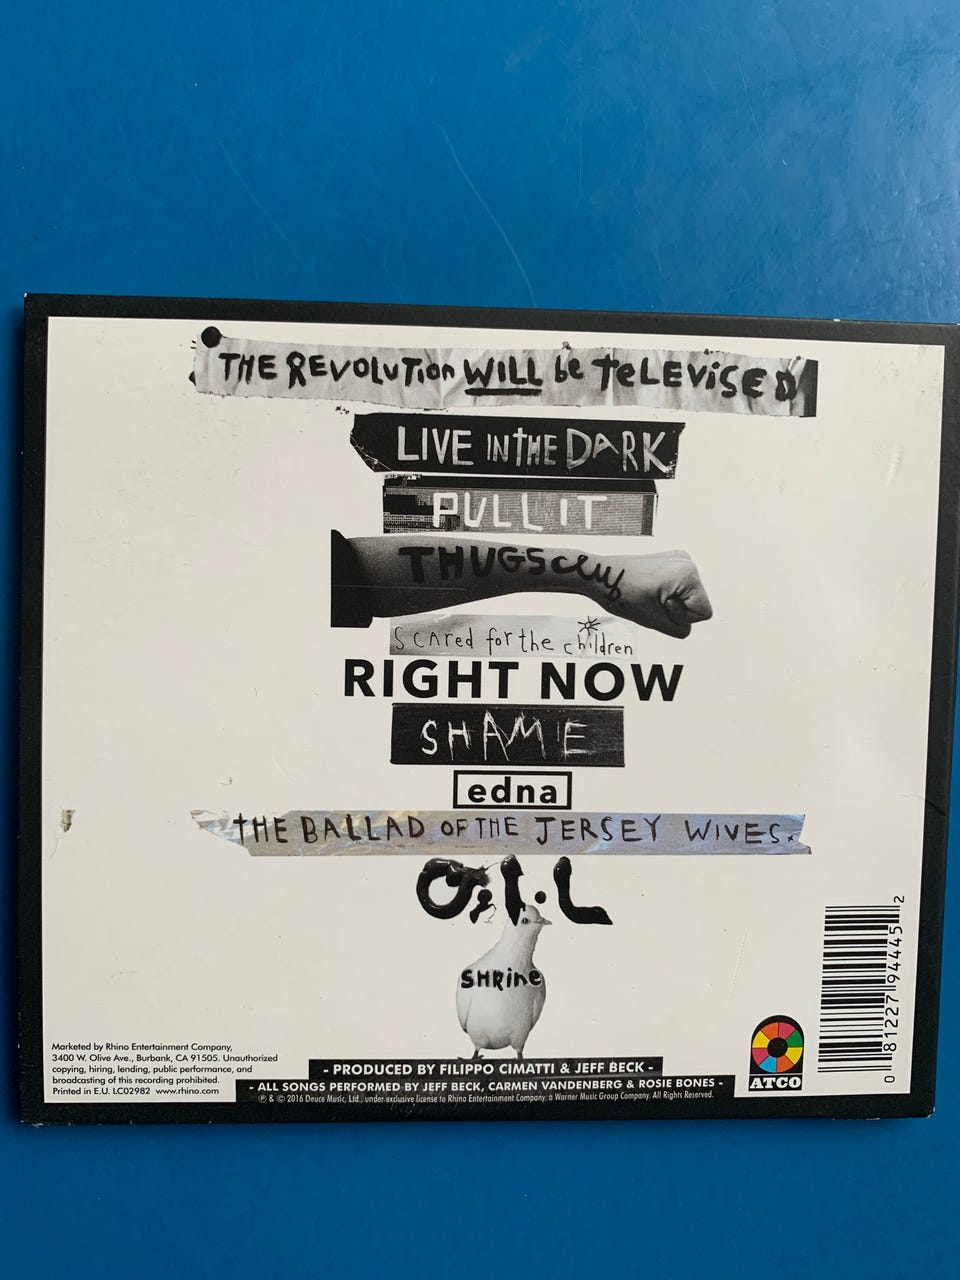 THE REVOLUTION WILL be TeLEVISED
LIVE IN THE DARK
PULL IT
THUGSCLUB.
Scared for the children
RIGHT NOW
SHAME
edna
THE BALLAD OF THE JERSEY WIVES.
O.I.L
SHRine
Marketed by Rhino Entertainment Company,
3400 W. Olive Ave., Burbank, CA 91505. Unauthorized
copying, hiring, lending, public performance, and
broadcasting of this recording prohibited.
Printed in E.U. LC02982 www.rhino.com
- PRODUCED BY FILIPPO CIMATTI & JEFF BECK -
- ALL SONGS PERFORMED BY JEFF BECK, CARMEN VANDENBERG & ROSIE BONES -
℗ & © 2016 Deuce Music, Ltd., under exclusive license to Rhino Entertainment Company, a Warner Music Group Company. All Rights Reserved.
ATCO
0 81227 94445 2